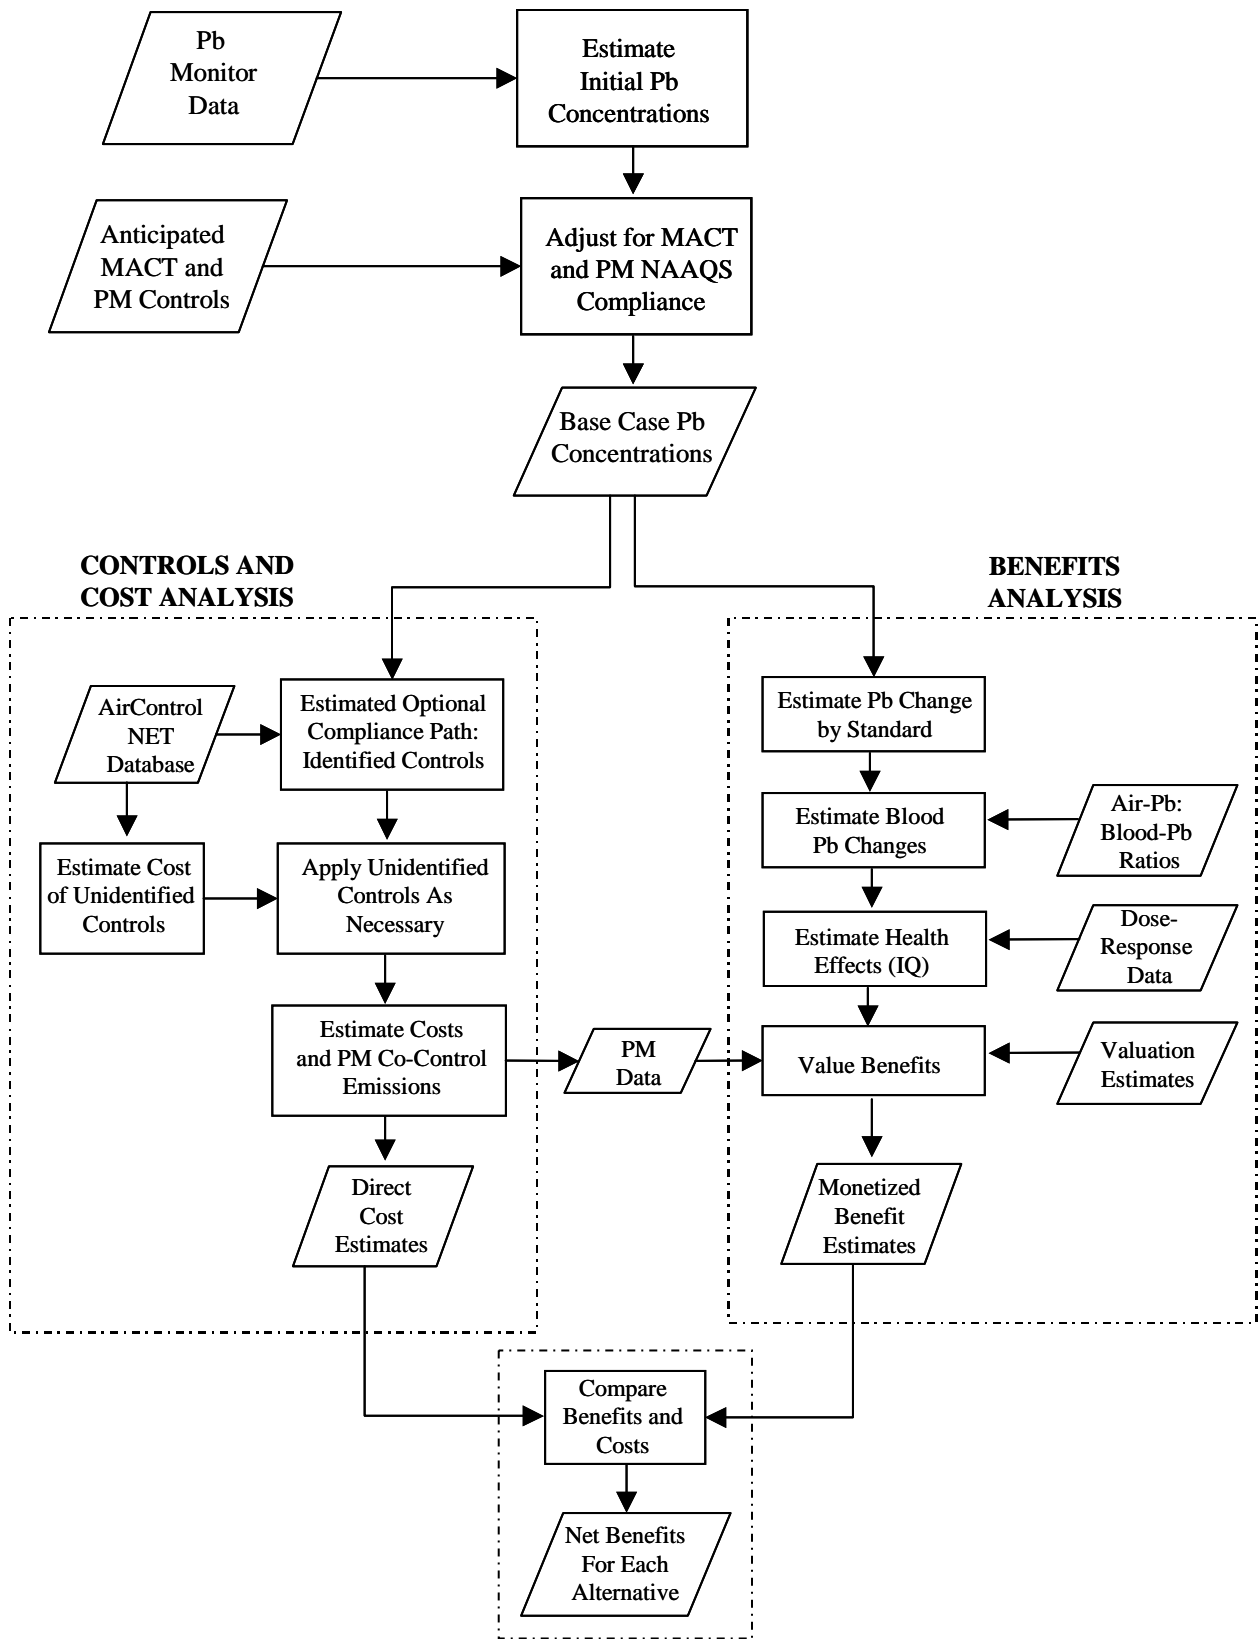 Pb
Monitor
Data
Estimate
Initial Pb
Concentrations
Anticipated
MACT and
PM Controls
Adjust for MACT
and PM NAAQS
Compliance
Base Case Pb
Concentrations
CONTROLS AND
COST ANALYSIS
AirControl
NET
Database
Estimated Optional
Compliance Path:
Identified Controls
Estimate Cost
of Unidentified
Controls
Apply Unidentified
Controls As
Necessary
Estimate Costs
and PM Co-Control
Emissions
PM
Data
Direct
Cost
Estimates
BENEFITS
ANALYSIS
Estimate Pb Change
by Standard
Estimate Blood
Pb Changes
Air-Pb:
Blood-Pb
Ratios
Estimate Health
Effects (IQ)
Dose-
Response
Data
Value Benefits
Valuation
Estimates
Monetized
Benefit
Estimates
Compare
Benefits and
Costs
Net Benefits
For Each
Alternative